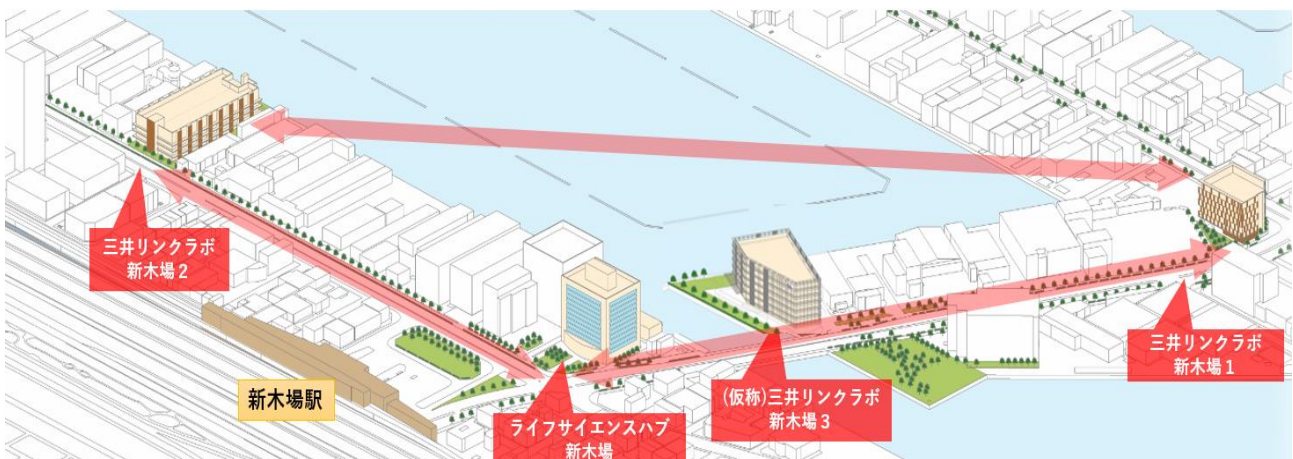 三井リンクラボ
新木場２
新木場駅
ライフサイエンスハブ
新木場
(仮称)三井リンクラボ
新木場３
三井リンクラボ
新木場１